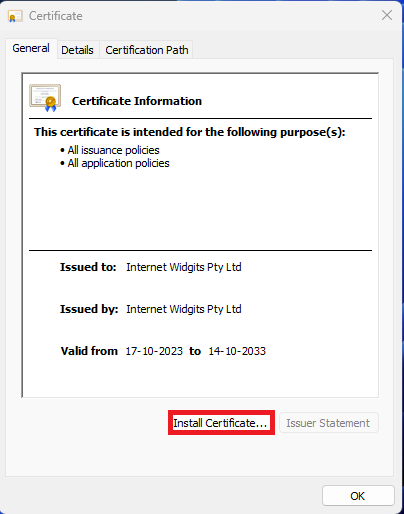 Certificate
General Details Certification Path
Certificate Information
This certificate is intended for the following purpose(s):
• All issuance policies
• All application policies
Issued to: Internet Widgits Pty Ltd
Issued by: Internet Widgits Pty Ltd
Valid from 17-10-2023 to 14-10-2033
Install Certificate... Issuer Statement
OK